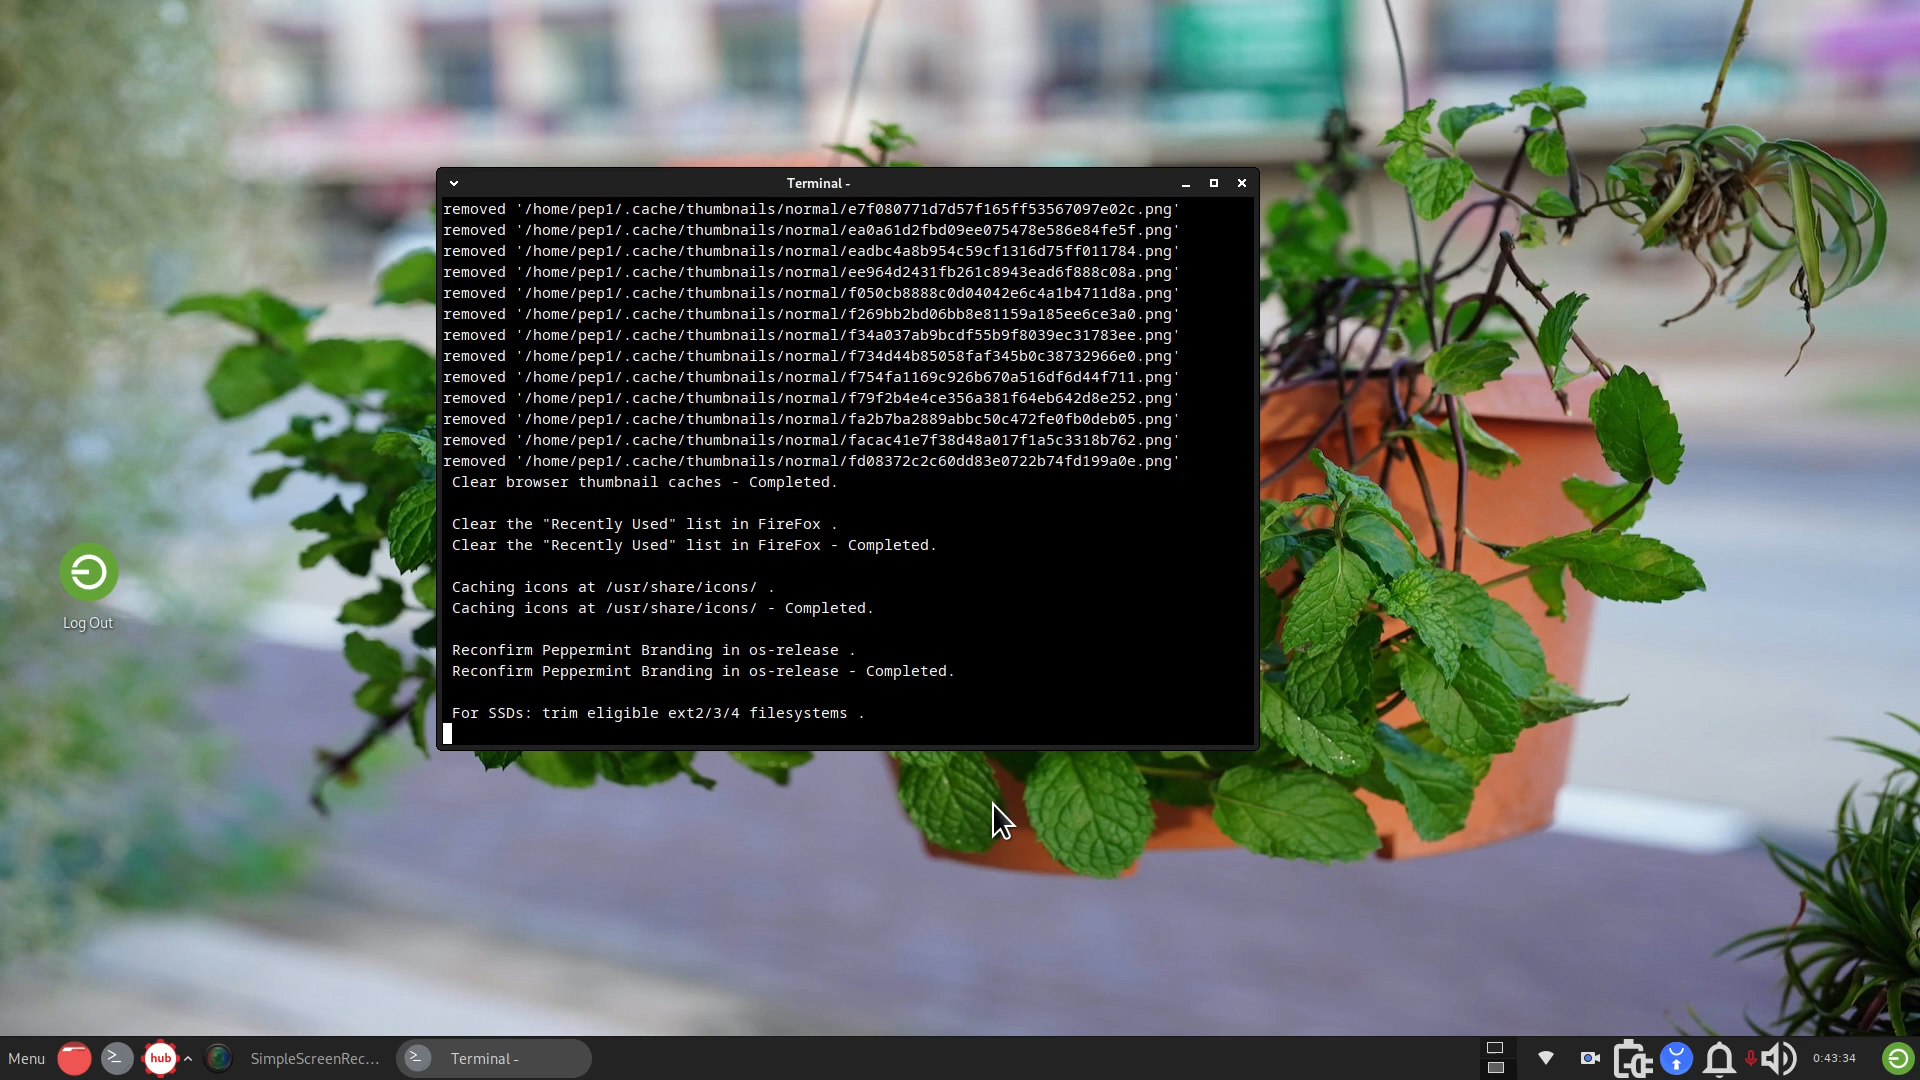 Terminal -
removed '/home/pep1/.cache/thumbnails/normal/e7f080771d7d57f165ff53567097e02c.png'
removed '/home/pep1/.cache/thumbnails/normal/ea0a61d2fbd09ee075478e586e84fe5f.png'
removed '/home/pep1/.cache/thumbnails/normal/eadbc4a8b954c59cf1316d75ff011784.png'
removed '/home/pep1/.cache/thumbnails/normal/ee964d2431fb261c8943ead6f888c08a.png'
removed '/home/pep1/.cache/thumbnails/normal/f050cb8888c0d04042e6c4a1b4711d8a.png'
removed '/home/pep1/.cache/thumbnails/normal/f269bb2bd06bb8e81159a185ee6ce3a0.png'
removed '/home/pep1/.cache/thumbnails/normal/f34a037ab9bcdf55b9f8039ec31783ee.png'
removed '/home/pep1/.cache/thumbnails/normal/f734d44b85058faf345b0c38732966e0.png'
removed '/home/pep1/.cache/thumbnails/normal/f754fa1169c926b670a516df6d44f711.png'
removed '/home/pep1/.cache/thumbnails/normal/f79f2b4e4ce356a381f64eb642d8e252.png'
removed '/home/pep1/.cache/thumbnails/normal/fa2b7ba2889abbc50c472fe0fb0deb05.png'
removed '/home/pep1/.cache/thumbnails/normal/facac41e7f38d48a017f1a5c3318b762.png'
removed '/home/pep1/.cache/thumbnails/normal/fd08372c2c60dd83e0722b74fd199a0e.png'
Clear browser thumbnail caches - Completed.
Clear the "Recently Used" list in FireFox .
Clear the "Recently Used" list in FireFox - Completed.
Caching icons at /usr/share/icons/ .
Caching icons at /usr/share/icons/ - Completed.
Reconfirm Peppermint Branding in os-release .
Reconfirm Peppermint Branding in os-release - Completed.
For SSDs: trim eligible ext2/3/4 filesystems .
Log Out
Menu
hub
SimpleScreenRec...
Terminal -
0:43:34